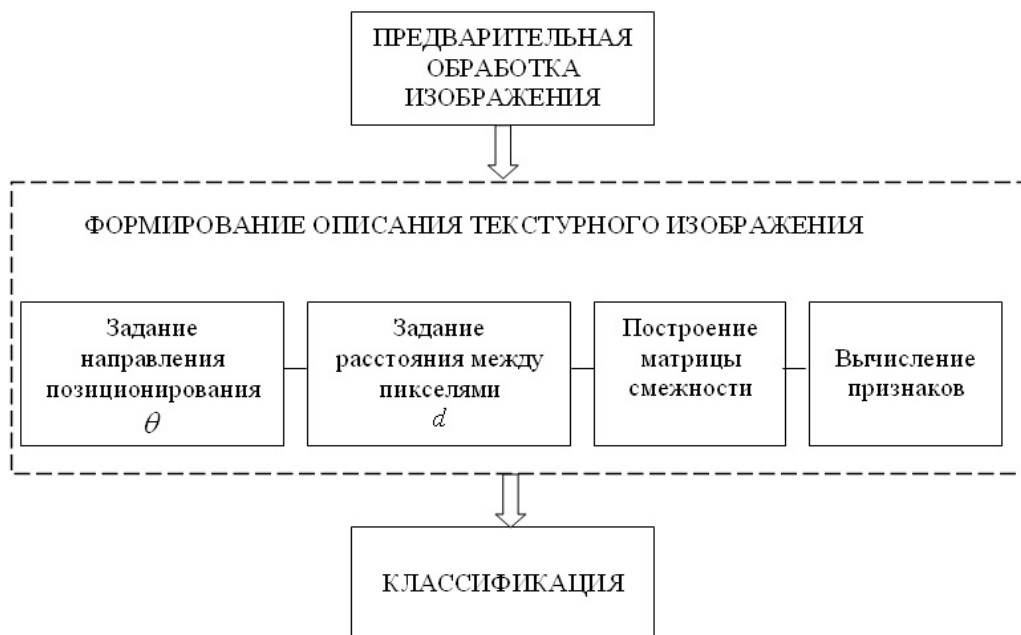 ПРЕДВАРИТЕЛЬНАЯ
ОБРАБОТКА
ИЗОБРАЖЕНИЯ
ФОРМИРОВАНИЕ ОПИСАНИЯ ТЕКСТУРНОГО ИЗОБРАЖЕНИЯ
Задание
направления
позиционирования
θ
Задание
расстояния между
пикселями
d
Построение
матрицы
смежности
Вычисление
признаков
КЛАССИФИКАЦИЯ